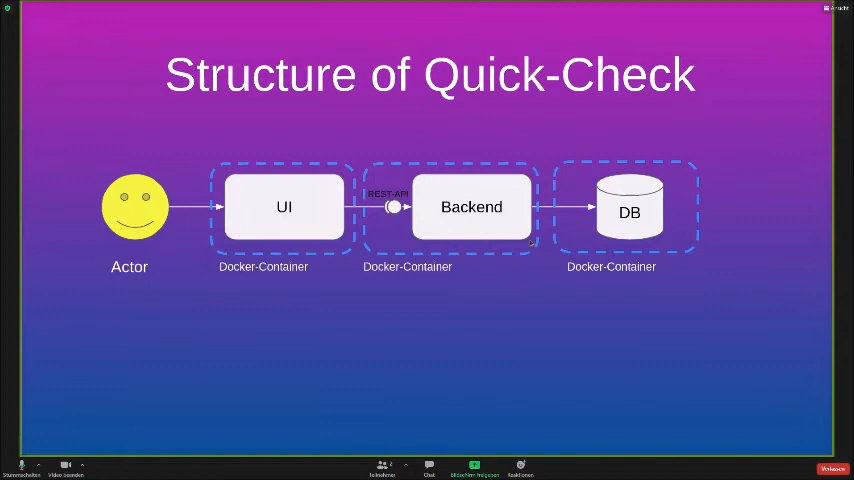 Ansicht
Structure of Quick-Check
REST-API
UI
Backend
DB
Actor
Docker-Container
Docker-Container
Docker-Container
Stummschalten
Video beenden
Teilnehmer
2
Chat
Bildschirm freigeben
Reaktionen
Verlassen